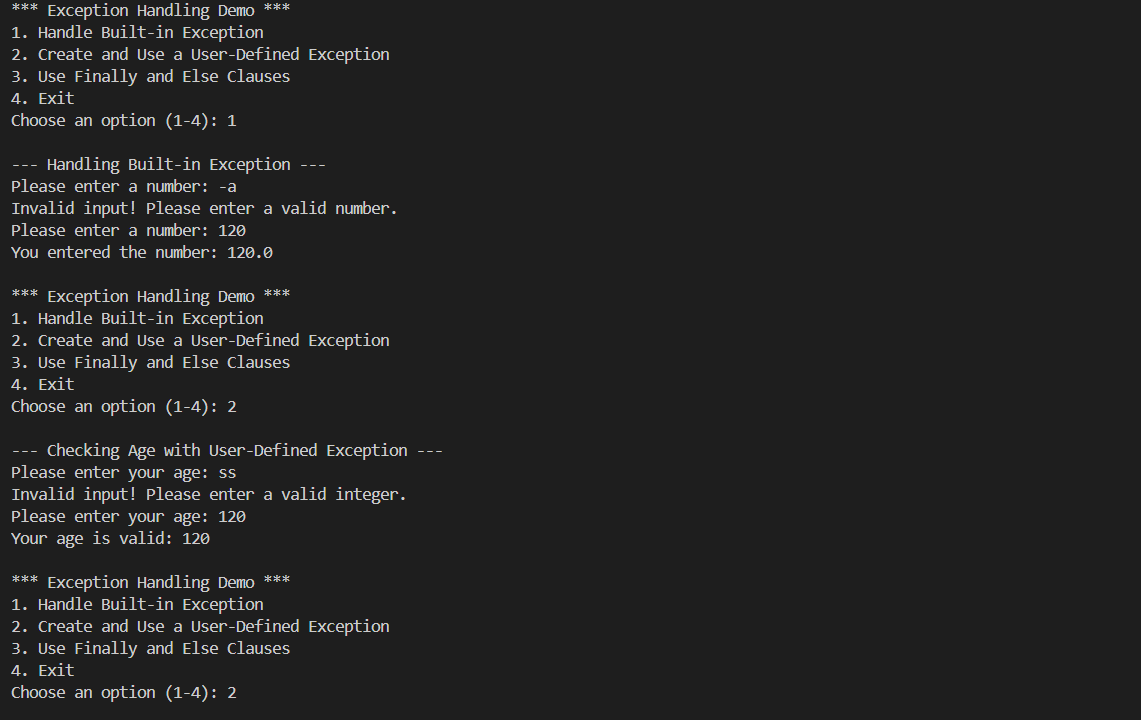 *** Exception Handling Demo ***
1. Handle Built-in Exception
2. Create and Use a User-Defined Exception
3. Use Finally and Else Clauses
4. Exit
Choose an option (1-4): 1
--- Handling Built-in Exception ---
Please enter a number: -a
Invalid input! Please enter a valid number.
Please enter a number: 120
You entered the number: 120.0
*** Exception Handling Demo ***
1. Handle Built-in Exception
2. Create and Use a User-Defined Exception
3. Use Finally and Else Clauses
4. Exit
Choose an option (1-4): 2
--- Checking Age with User-Defined Exception ---
Please enter your age: ss
Invalid input! Please enter a valid integer.
Please enter your age: 120
Your age is valid: 120
*** Exception Handling Demo ***
1. Handle Built-in Exception
2. Create and Use a User-Defined Exception
3. Use Finally and Else Clauses
4. Exit
Choose an option (1-4): 2